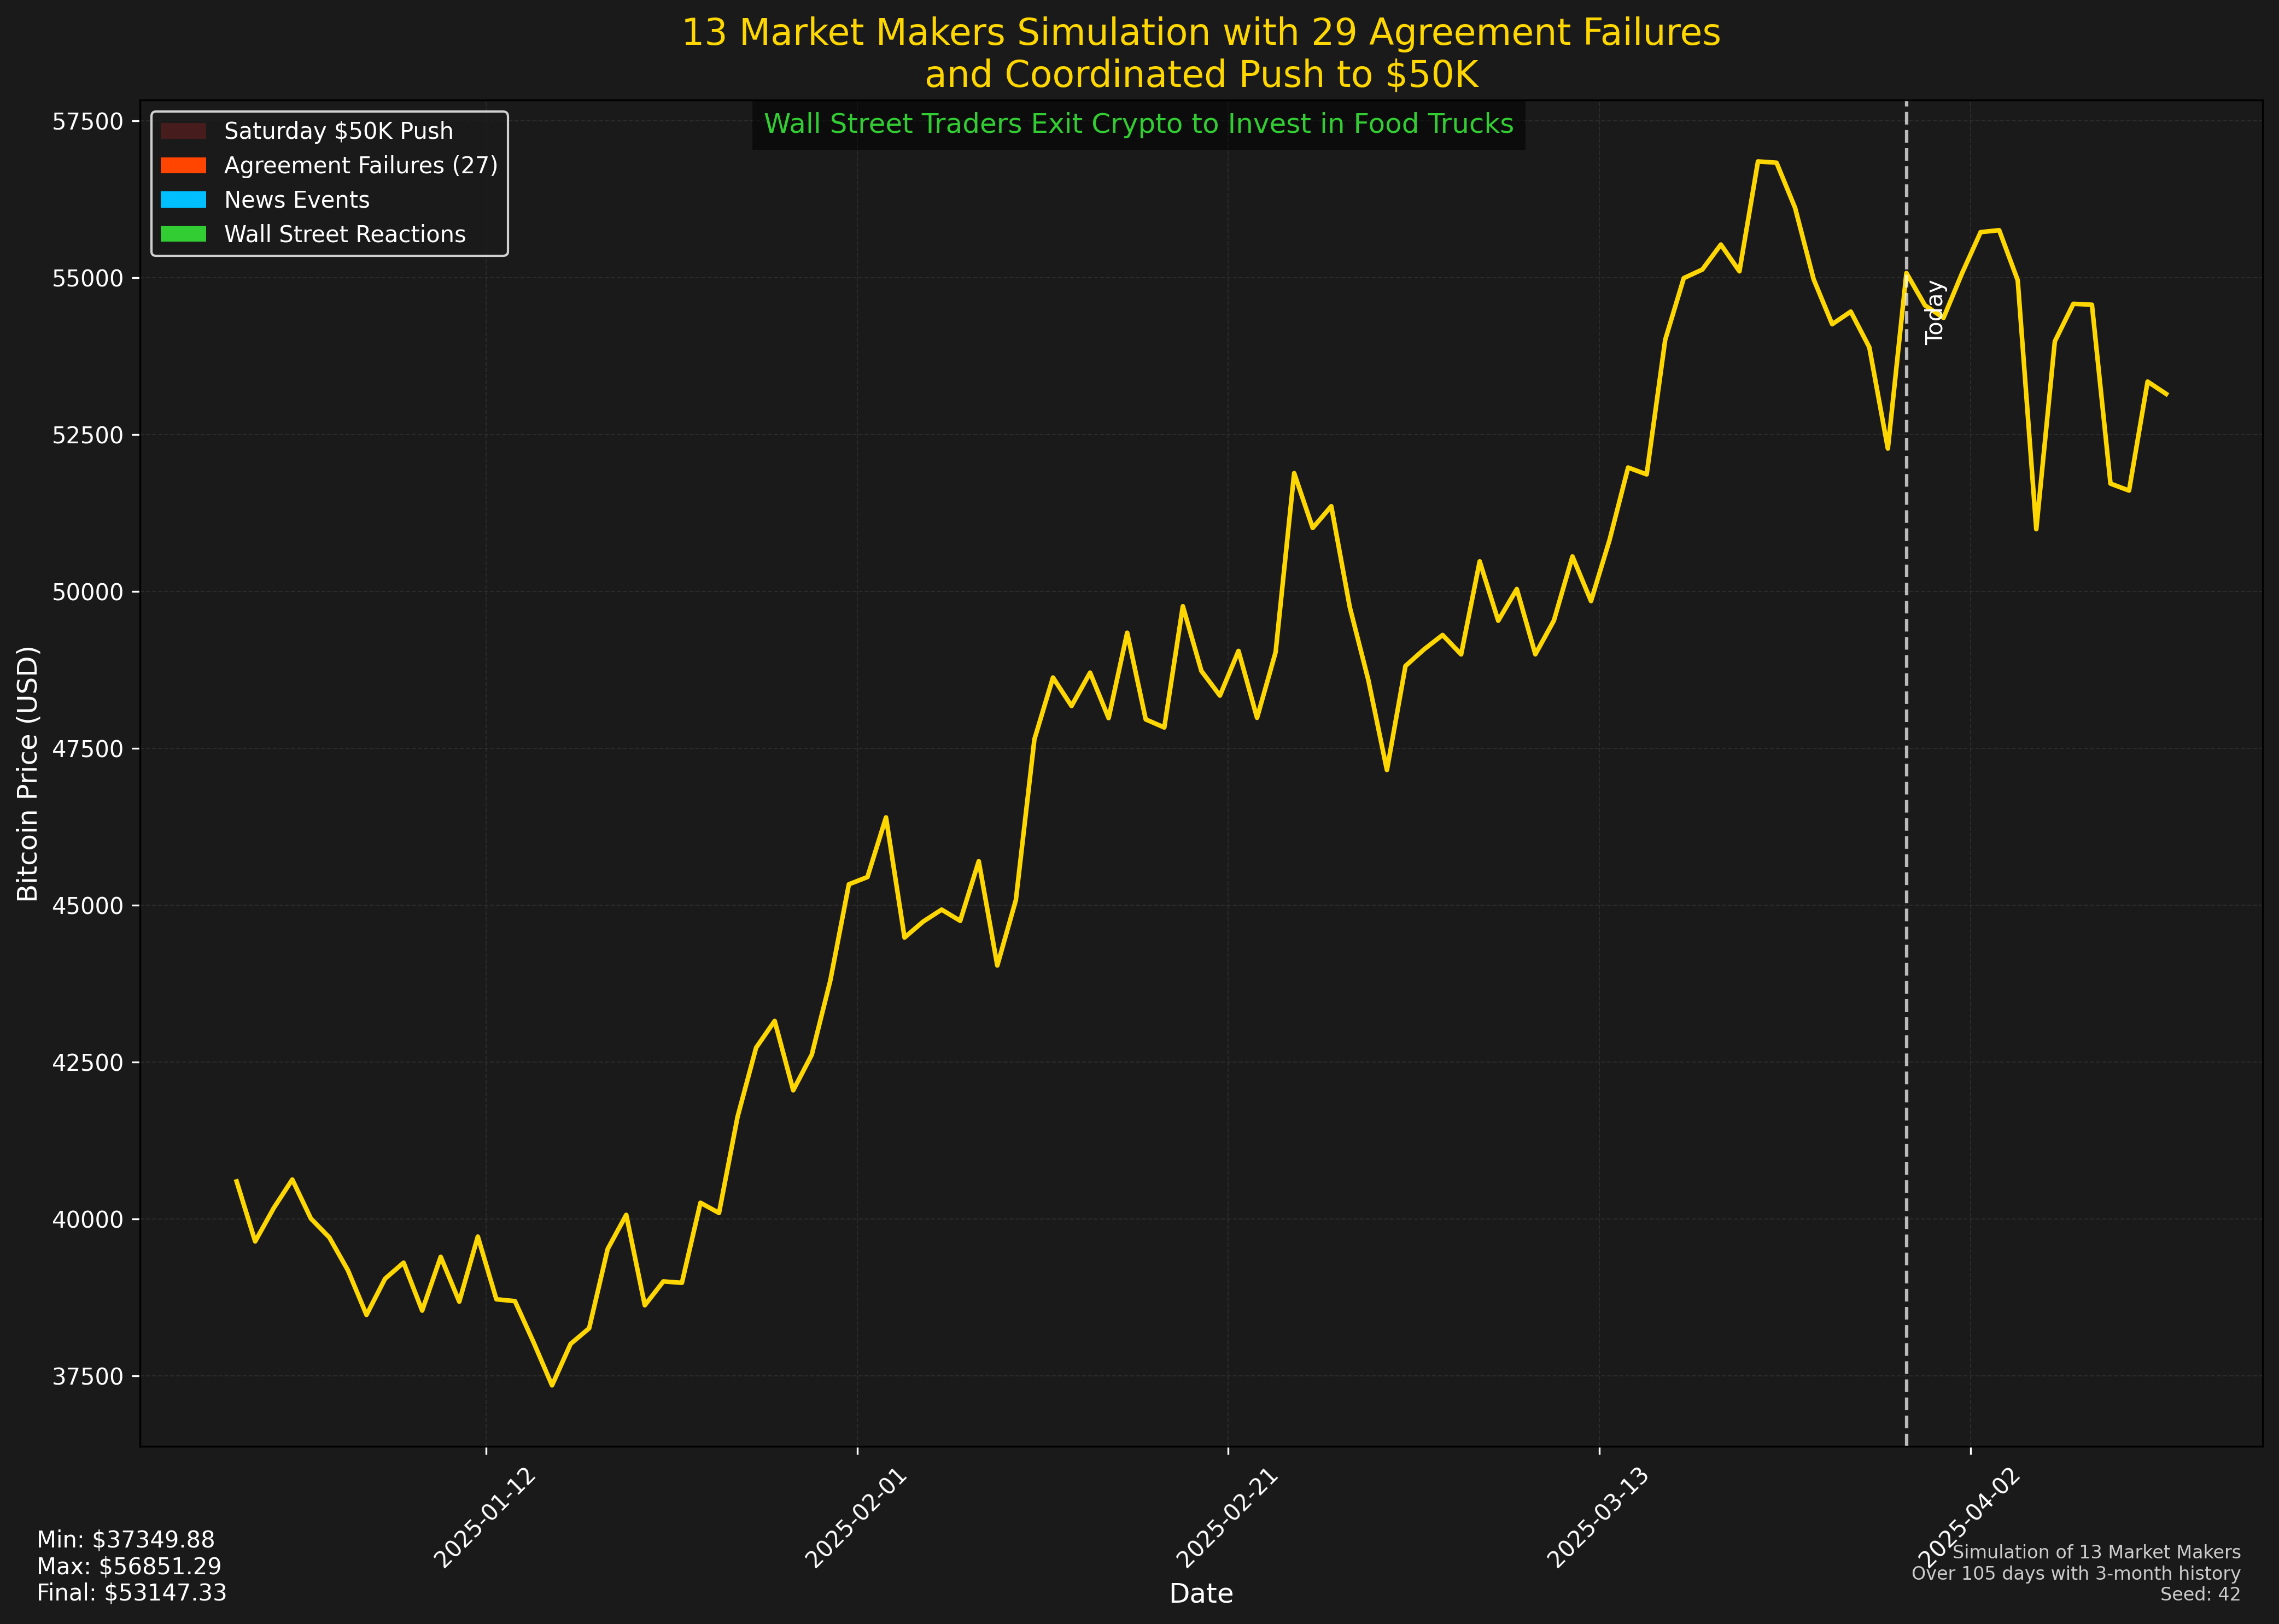 13 Market Makers Simulation with 29 Agreement Failures
and Coordinated Push to $50K
Wall Street Traders Exit Crypto to Invest in Food Trucks
Saturday $50K Push
Agreement Failures (27)
News Events
Wall Street Reactions
57500
55000
52500
50000
47500
45000
42500
40000
37500
Bitcoin Price (USD)
Today
2025-01-12
2025-02-01
2025-02-21
2025-03-13
2025-04-02
Date
Min: $37349.88
Max: $56851.29
Final: $53147.33
Simulation of 13 Market Makers
Over 105 days with 3-month history
Seed: 42